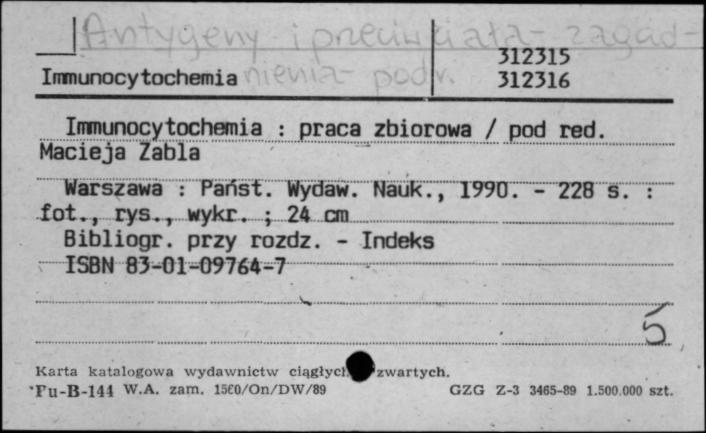 Antygeny i przeciwciała - zagad-
312315
Immunocytochemia nienia - podr. 312316
Immunocytochemia : praca zbiorowa / pod red.
Macieja Zabla
Warszawa : Państ. Wydaw. Nauk., 1990. - 228 s. :
fot., rys., wykr. ; 24 cm
Bibliogr. przy rozdz. - Indeks
ISBN 83-01-09764-7
5
Karta katalogowa wydawnictw ciągłych zwartych.
Pu-B-144 W.A. zam. 1560/On/DW/89 GZG Z-3 3465-89 1.500.000 szt.